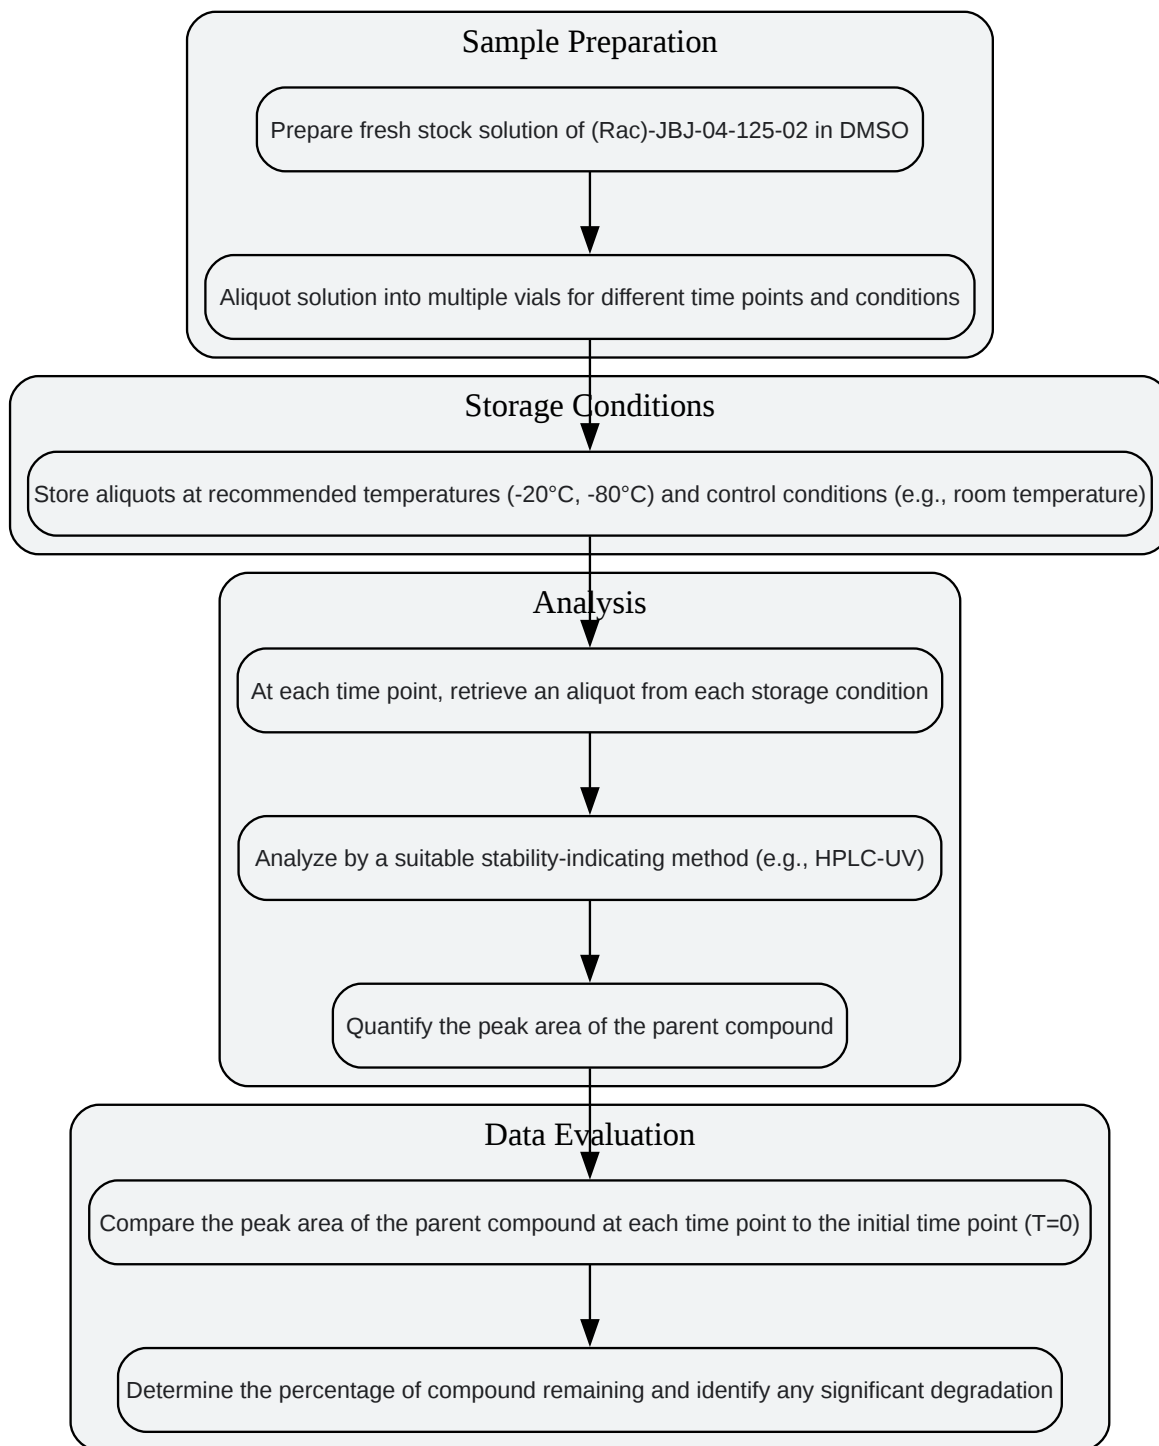 Sample Preparation
Prepare fresh stock solution of (Rac)-JBJ-04-125-02 in DMSO
Aliquot solution into multiple vials for different time points and conditions
Storage Conditions
Store aliquots at recommended temperatures (-20°C, -80°C) and control conditions (e.g., room temperature)
Analysis
At each time point, retrieve an aliquot from each storage condition
Analyze by a suitable stability-indicating method (e.g., HPLC-UV)
Quantify the peak area of the parent compound
Data Evaluation
Compare the peak area of the parent compound at each time point to the initial time point (T=0)
Determine the percentage of compound remaining and identify any significant degradation